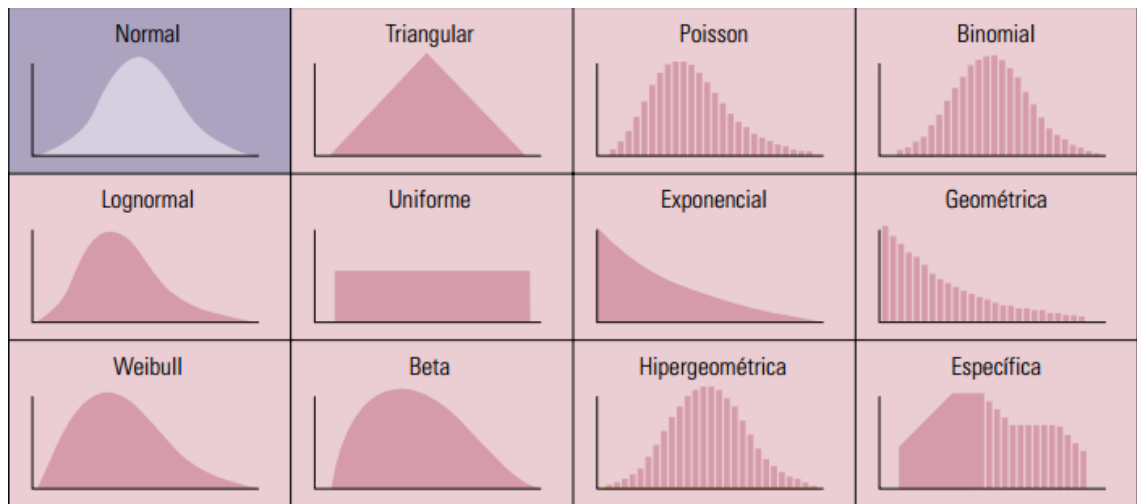 Normal
Triangular
Poisson
Binomial
Lognormal
Uniforme
Exponencial
Geométrica
Weibull
Beta
Hipergeométrica
Específica